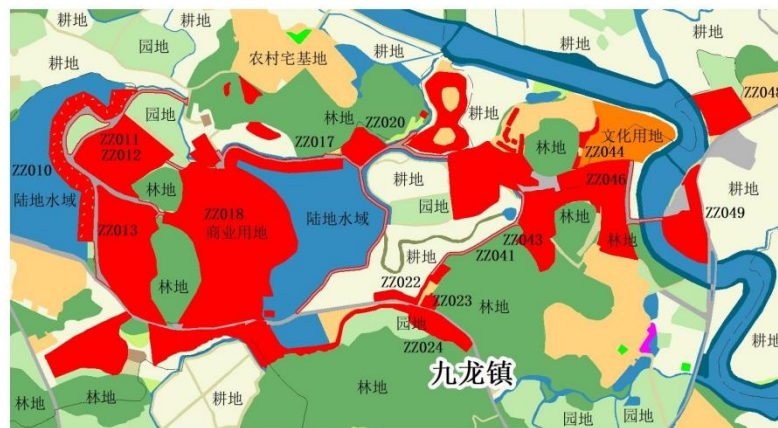 耕地
耕地
园地
耕地
耕地
农村宅基地
耕地
耕地
ZZ048
园地
ZZ011
ZZ012
林地
ZZ020
ZZ017
耕地
文化用地
ZZ044
林地
ZZ010
陆地水域
林地
耕地
ZZ046
耕地
ZZ018
商业用地
陆地水域
园地
ZZ049
ZZ013
ZZ043
林地
耕地
ZZ041
林地
ZZ022
ZZ023
林地
园地
ZZ024
耕地
九龙镇
林地
林地
耕地
林地
园地
园地